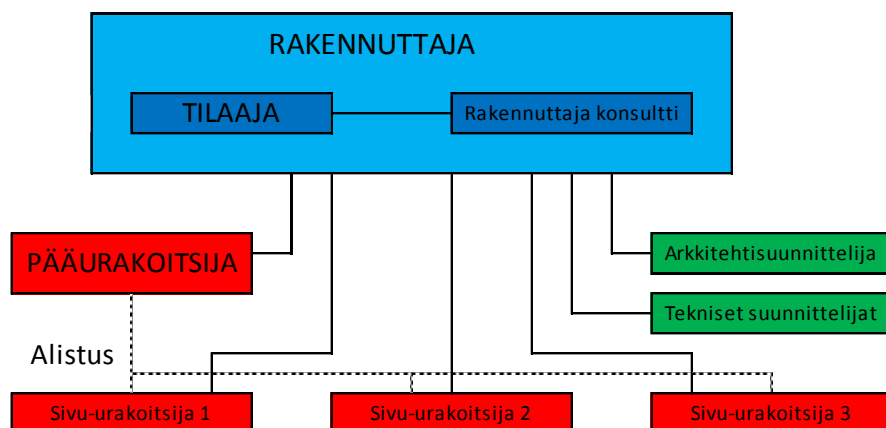 RAKENNUTTAJA
TILAAJA
Rakennuttaja konsultti
PÄÄURAKOITSIJA
Arkkitehtisuunnittelija
Tekniset suunnittelijat
Alistus
Sivu-urakoitsija 1
Sivu-urakoitsija 2
Sivu-urakoitsija 3